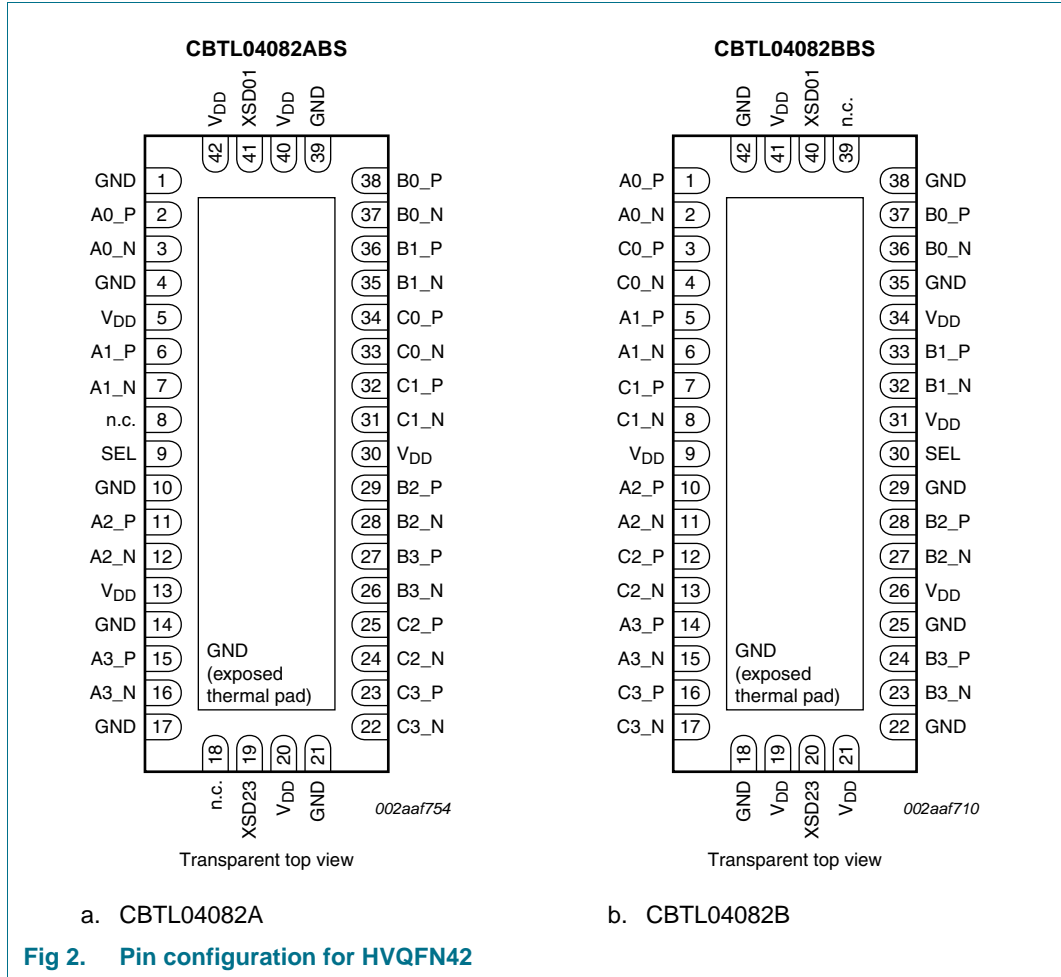 CBTL04082ABS
VDD XSD01 VDD GND
42 41 40 39
GND 1 38 B0_P
A0_P 2 37 B0_N
A0_N 3 36 B1_P
GND 4 35 B1_N
VDD 5 34 C0_P
A1_P 6 33 C0_N
A1_N 7 32 C1_P
n.c. 8 31 C1_N
SEL 9 30 VDD
GND 10 29 B2_P
A2_P 11 28 B2_N
A2_N 12 27 B3_P
VDD 13 26 B3_N
GND 14 25 C2_P
A3_P 15 24 C2_N
A3_N 16 23 C3_P
GND 17 22 C3_N
GND
(exposed
thermal pad)
18 19 20 21
n.c. XSD23 VDD GND
002aaf754
Transparent top view
a. CBTL04082A
CBTL04082BBS
GND VDD XSD01 n.c.
42 41 40 39
A0_P 1 38 GND
A0_N 2 37 B0_P
C0_P 3 36 B0_N
C0_N 4 35 GND
A1_P 5 34 VDD
A1_N 6 33 B1_P
C1_P 7 32 B1_N
C1_N 8 31 VDD
VDD 9 30 SEL
A2_P 10 29 GND
A2_N 11 28 B2_P
C2_P 12 27 B2_N
C2_N 13 26 VDD
A3_P 14 25 GND
A3_N 15 24 B3_P
C3_P 16 23 B3_N
C3_N 17 22 GND
GND
(exposed
thermal pad)
18 19 20 21
GND VDD XSD23 VDD
002aaf710
Transparent top view
b. CBTL04082B
Fig 2. Pin configuration for HVQFN42